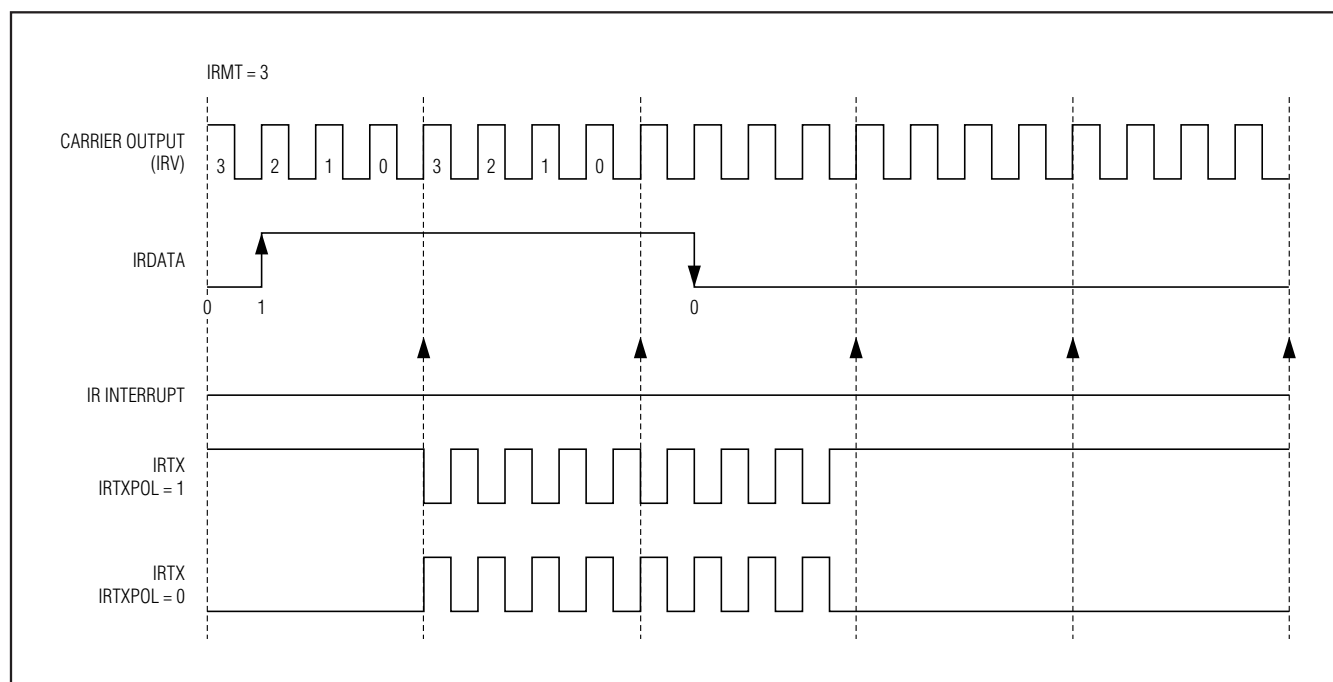 IRMT = 3
CARRIER OUTPUT
(IRV)
3 2 1 0 3 2 1 0
IRDATA
0 1 0
IR INTERRUPT
IRTX
IRTXPOL = 1
IRTX
IRTXPOL = 0